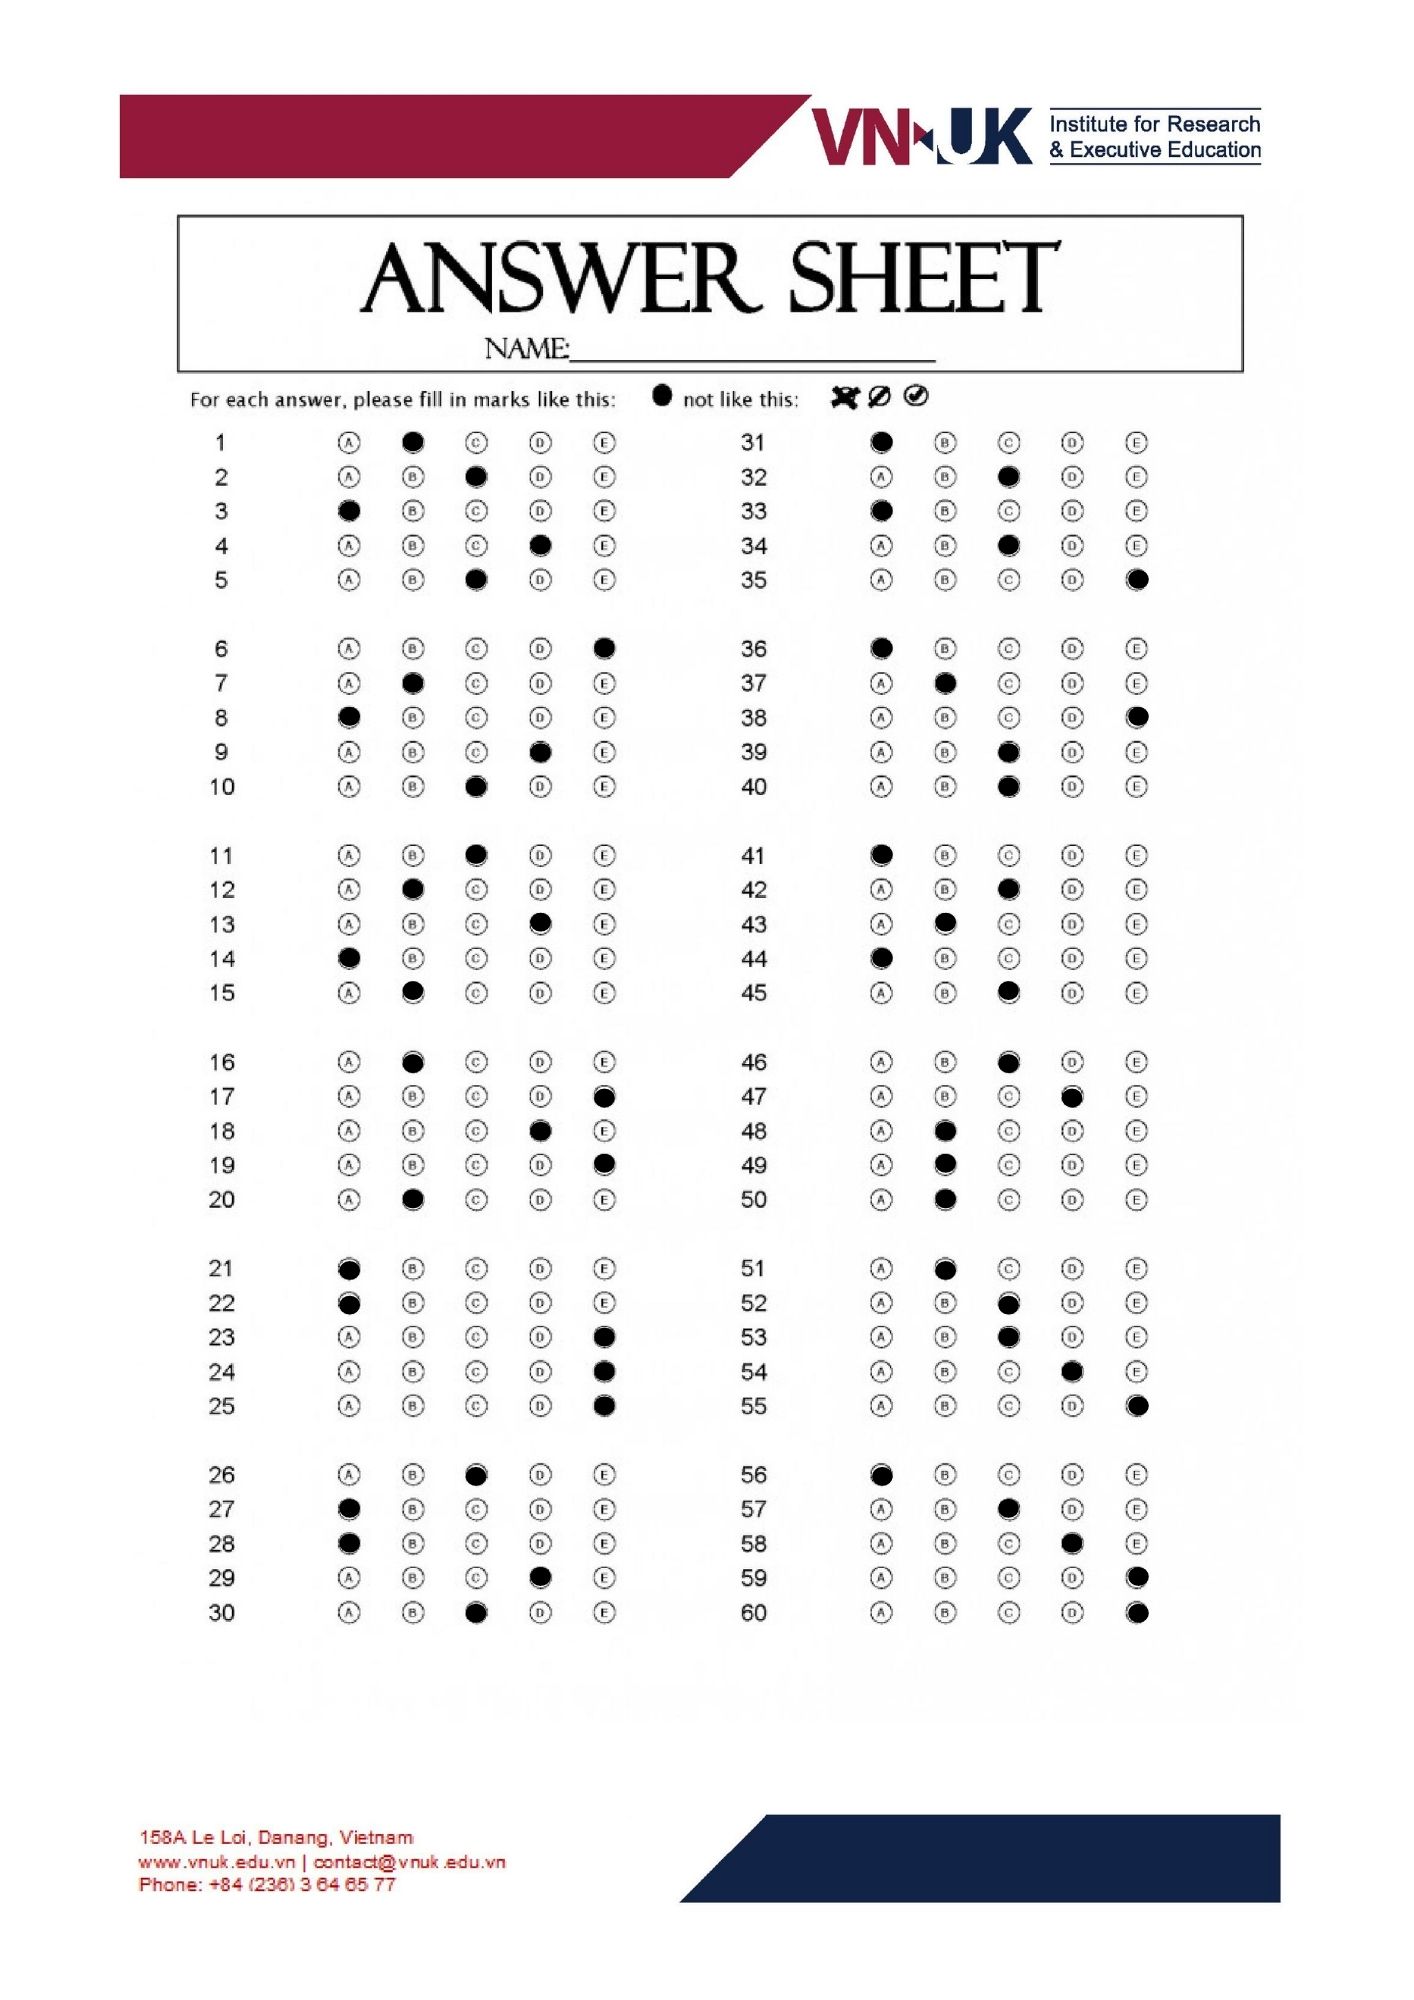 VN UK Institute for Research
& Executive Education
ANSWER SHEET
NAME:
For each answer, please fill in marks like this: not like this:
1 A C D E 31 B C D E
2 A B D E 32 A B D E
3 B C D E 33 B C D E
4 A B C E 34 A B D E
5 A B D E 35 A B C D
6 A B C D 36 B C D E
7 A C D E 37 A C D E
8 B C D E 38 A B C D
9 A B C E 39 A B D E
10 A B D E 40 A B D E
11 A B D E 41 B C D E
12 A C D E 42 A B D E
13 A B C E 43 A C D E
14 B C D E 44 B C D E
15 A C D E 45 A B D E
16 A C D E 46 A B D E
17 A B C D 47 A B C E
18 A B C E 48 A C D E
19 A B C D 49 A C D E
20 A C D E 50 A C D E
21 B C D E 51 A C D E
22 B C D E 52 A B D E
23 A B C D 53 A B D E
24 A B C D 54 A B C E
25 A B C D 55 A B C D
26 A B D E 56 B C D E
27 B C D E 57 A B D E
28 B C D E 58 A B C E
29 A B C E 59 A B C D
30 A B D E 60 A B C D
158A Le Loi, Danang, Vietnam
www.vnuk.edu.vn | contact@vnuk.edu.vn
Phone: +84 (236) 3 64 65 77